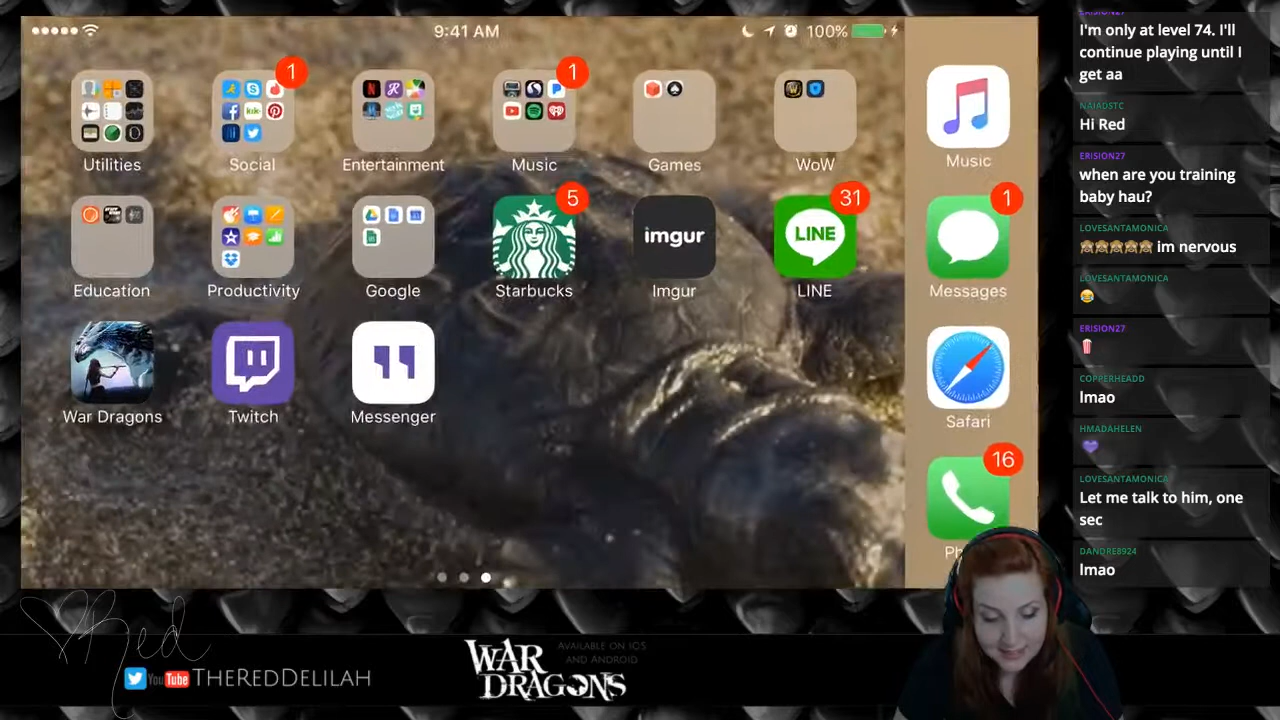 9:41 AM
100%
1
1
Utilities
Social
Entertainment
Music
Games
WoW
Music
5
imgur
LINE
31
1
Education
Productivity
Google
Starbucks
Imgur
LINE
Messages
War Dragons
Twitch
Messenger
Safari
16
I'm only at level 74. I'll
continue playing until I
get aa
NAIADSTC
Hi Red
ERISION27
when are you training
baby hau?
LOVESANTAMONICA
im nervous
LOVESANTAMONICA
ERISION27
COPPERHEADD
lmao
HMADAHELEN
LOVESANTAMONICA
Let me talk to him, one
sec
DANDRE8924
lmao
Red
YouTube TheRedDelilah
WAR
DRAGONS
AVAILABLE ON IOS
AND ANDROID